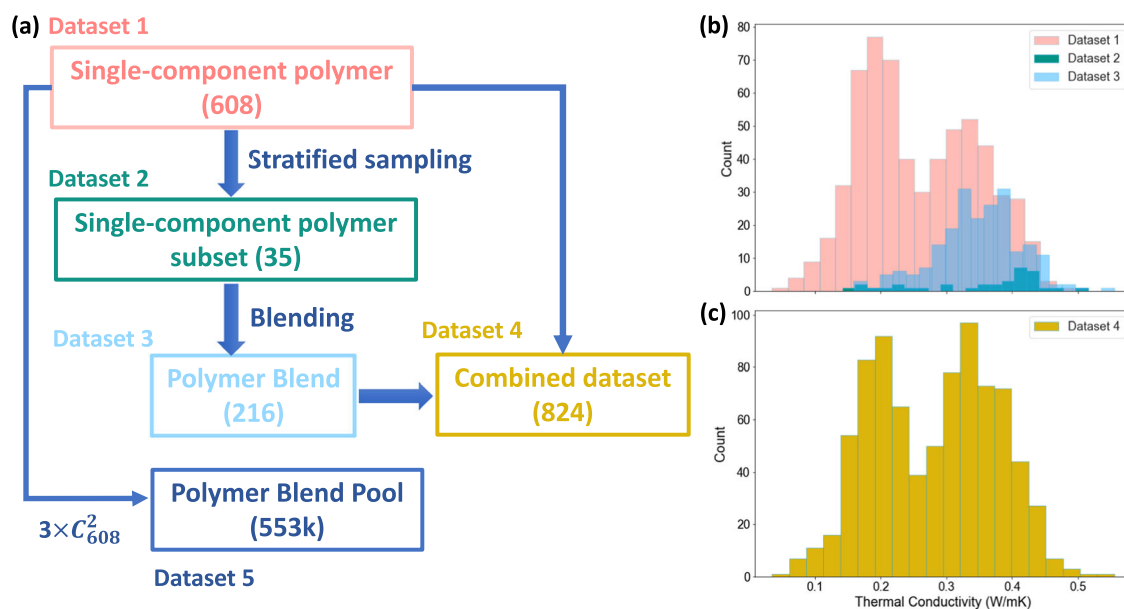 (a)
Dataset 1
Single-component polymer
(608)
Stratified sampling
Dataset 2
Single-component polymer
subset (35)
Blending
Dataset 3
Dataset 4
Polymer Blend
(216)
Combined dataset
(824)
Polymer Blend Pool
(553k)
3×C²₆₀₈
Dataset 5
(b)
80
70
60
50
40
30
20
10
0
Count
Dataset 1
Dataset 2
Dataset 3
(c)
100
80
60
40
20
0
Count
Dataset 4
0.1 0.2 0.3 0.4 0.5
Thermal Conductivity (W/mK)